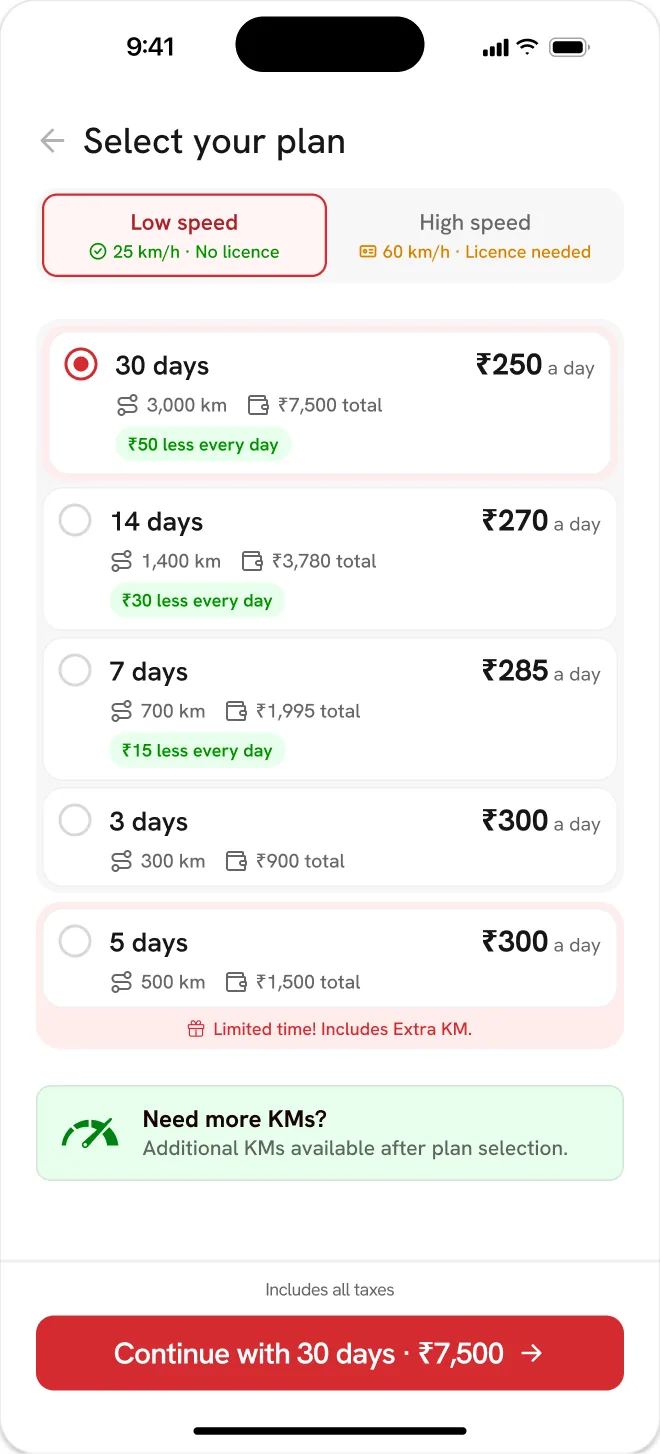 9:41
Select your plan
Low speed
25 km/h · No licence
High speed
60 km/h · Licence needed
30 days
₹250 a day
3,000 km
₹7,500 total
₹50 less every day
14 days
₹270 a day
1,400 km
₹3,780 total
₹30 less every day
7 days
₹285 a day
700 km
₹1,995 total
₹15 less every day
3 days
₹300 a day
300 km
₹900 total
5 days
₹300 a day
500 km
₹1,500 total
Limited time! Includes Extra KM.
Need more KMs?
Additional KMs available after plan selection.
Includes all taxes
Continue with 30 days · ₹7,500 →